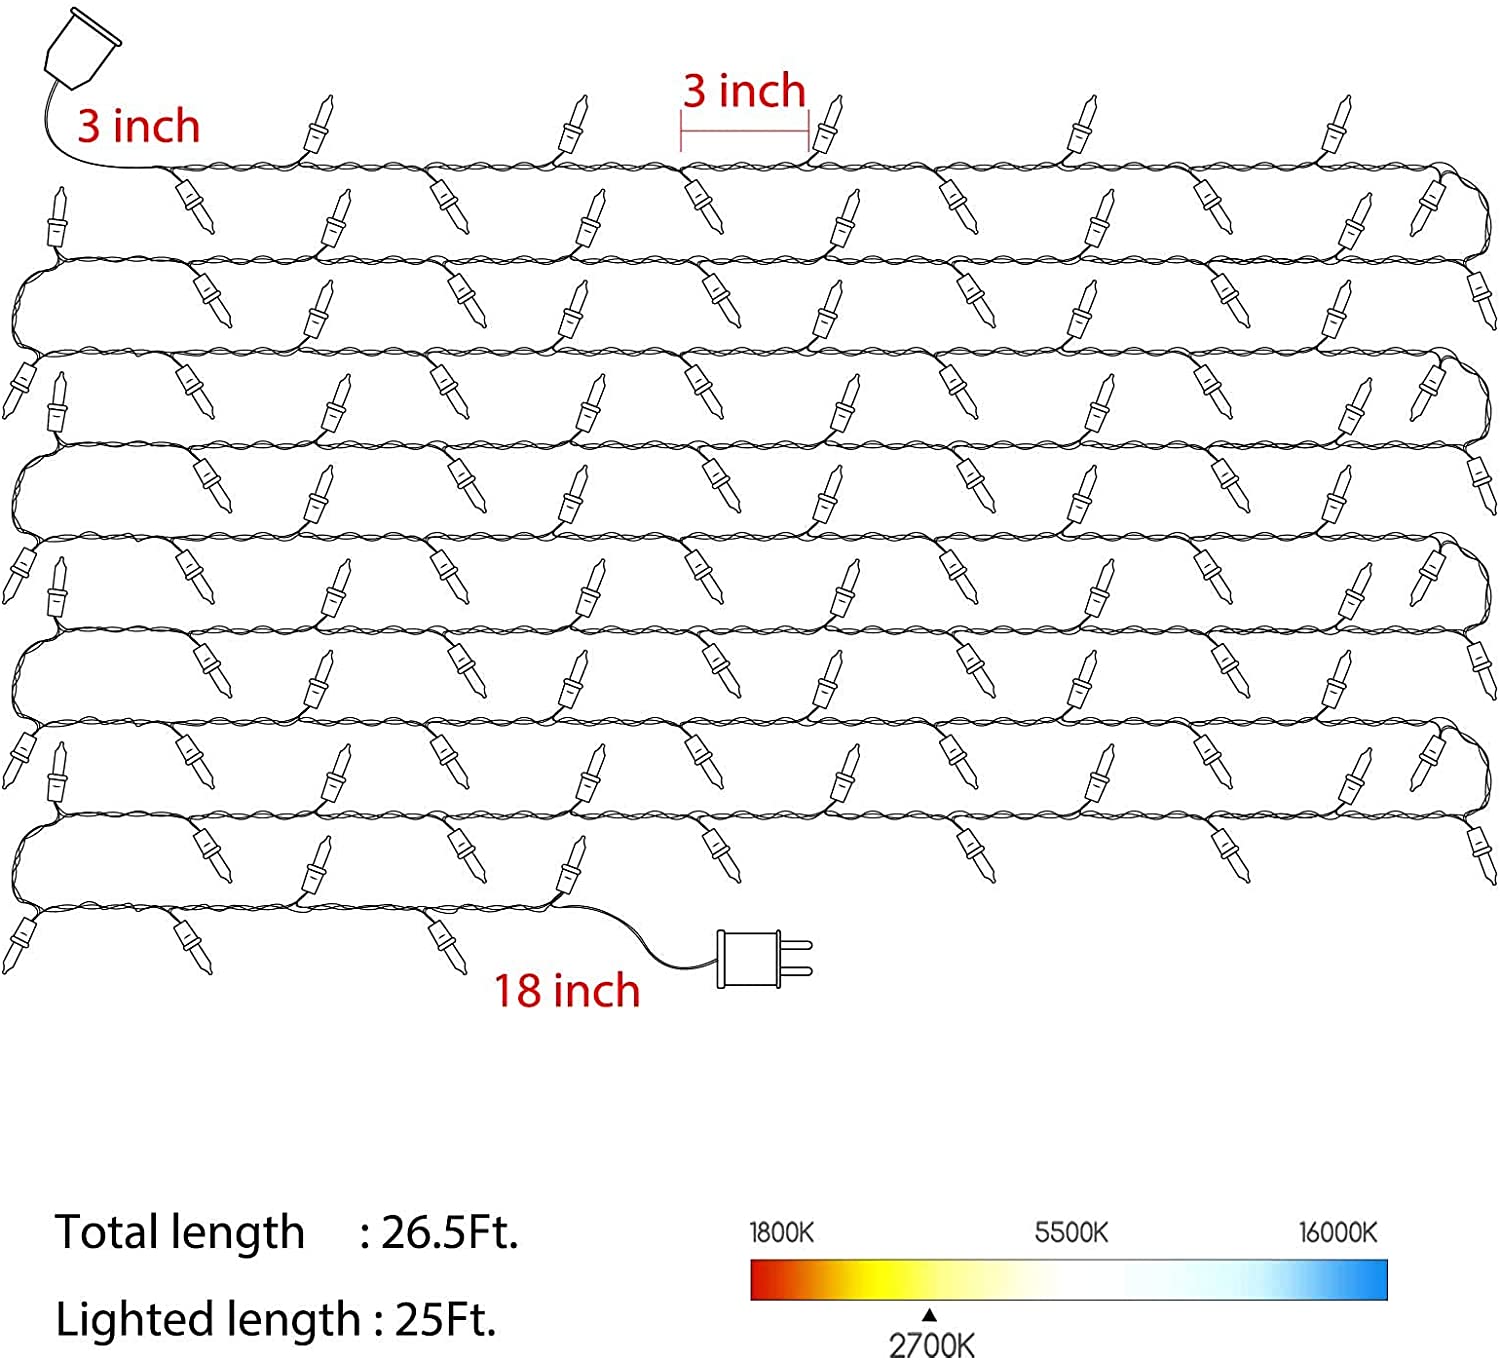 3 inch
3 inch
18 inch
Total length : 26.5Ft.
Lighted length : 25Ft.
1800K 5500K 16000K
2700K